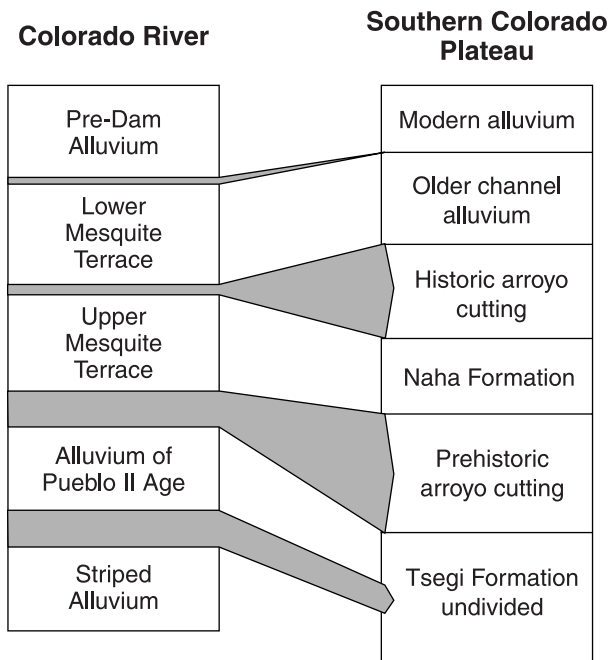 Colorado River
Southern Colorado
Plateau
Pre-Dam
Alluvium
Lower
Mesquite
Terrace
Upper
Mesquite
Terrace
Alluvium of
Pueblo II Age
Striped
Alluvium
Modern alluvium
Older channel
alluvium
Historic arroyo
cutting
Naha Formation
Prehistoric
arroyo cutting
Tsegi Formation
undivided